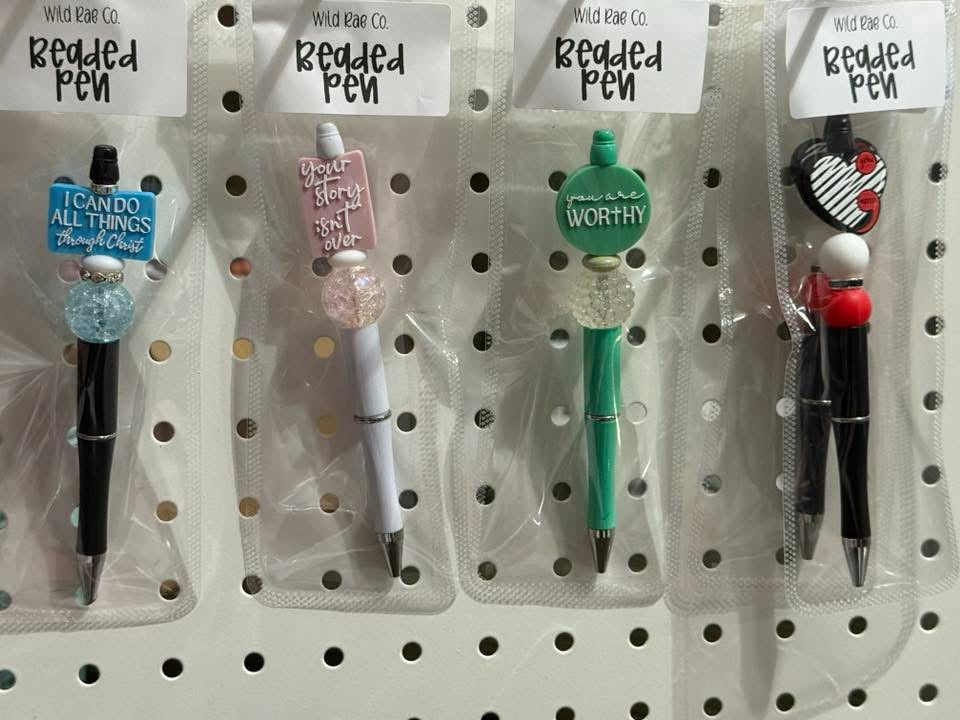 Wild Rae Co.
Beaded
Pen
Wild Rae Co.
Beaded
Pen
Wild Rae Co.
Beaded
Pen
Wild Rae Co.
Beaded
Pen
I CAN DO
ALL THINGS
through Christ
your
story
isn't
over
you are
WORTHY
you